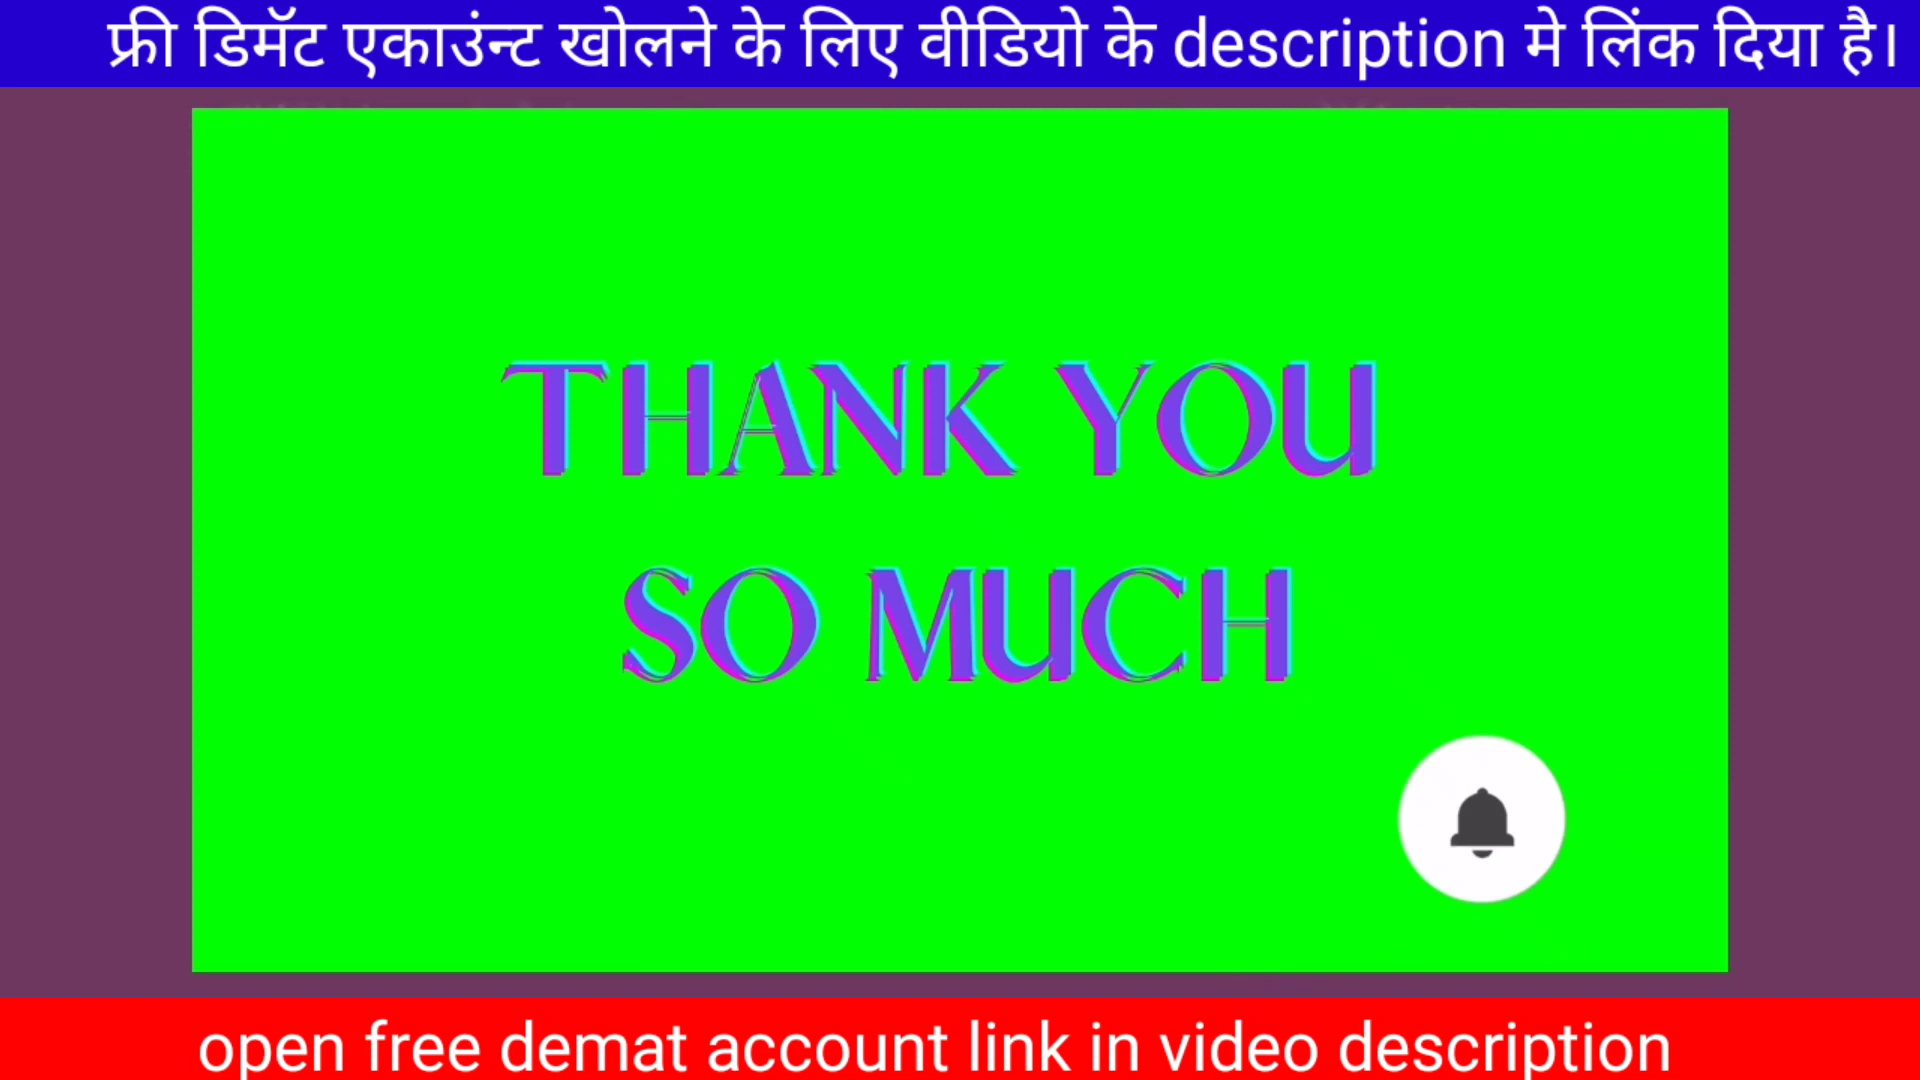 फ्री डिमॅट एकाउंन्ट खोलने के लिए वीडियो के description मे लिंक दिया है।
THANK YOU
SO MUCH
open free demat account link in video description